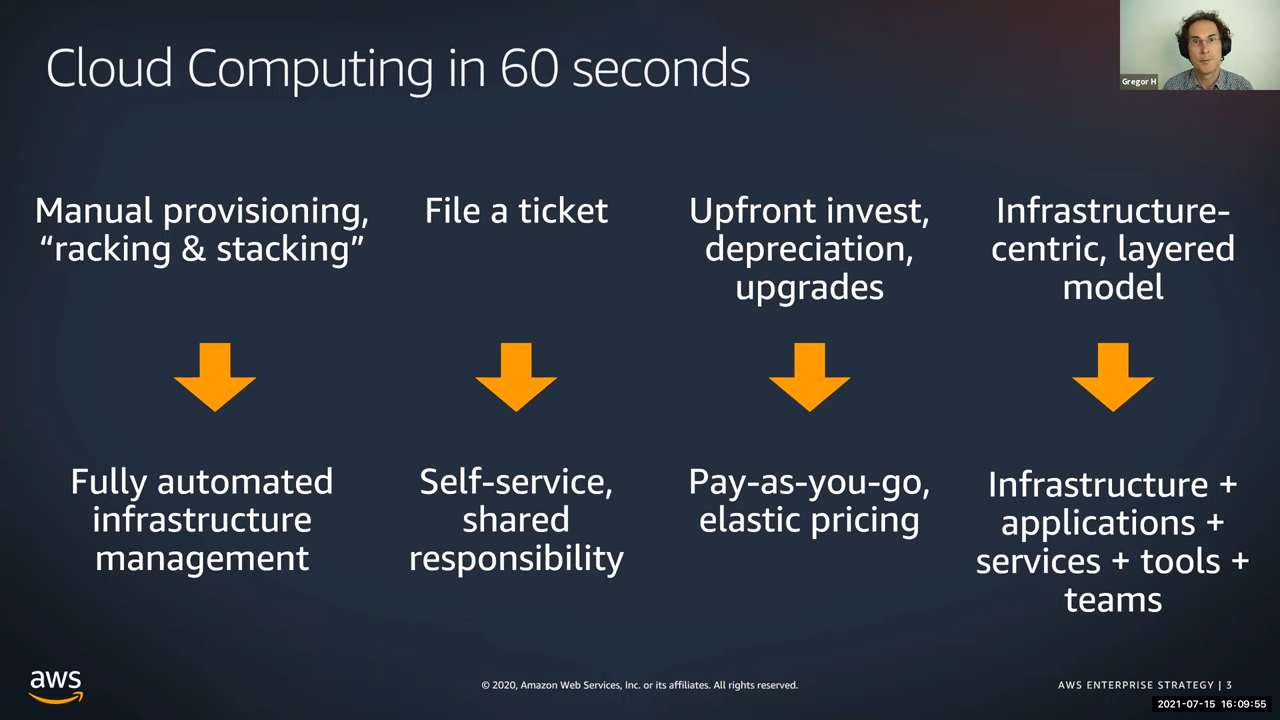 Cloud Computing in 60 seconds
Gregor H
Manual provisioning,
“racking & stacking”
File a ticket
Upfront invest,
depreciation,
upgrades
Infrastructure-
centric, layered
model
Fully automated
infrastructure
management
Self-service,
shared
responsibility
Pay-as-you-go,
elastic pricing
Infrastructure +
applications +
services + tools +
teams
aws
© 2020, Amazon Web Services, Inc. or its affiliates. All rights reserved.
AWS ENTERPRISE STRATEGY | 3
2021-07-15 16:09:55